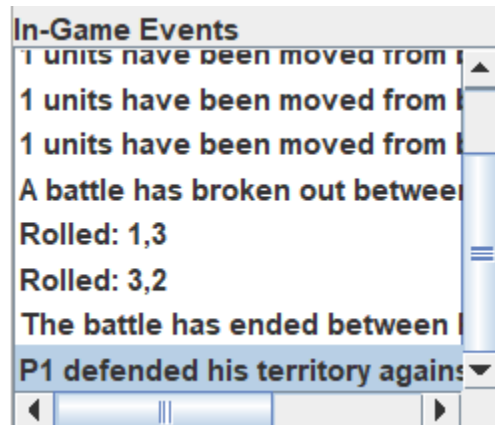 In-Game Events
1 units have been moved from
1 units have been moved from
1 units have been moved from
A battle has broken out between
Rolled: 1,3
Rolled: 3,2
The battle has ended between
P1 defended his territory agains